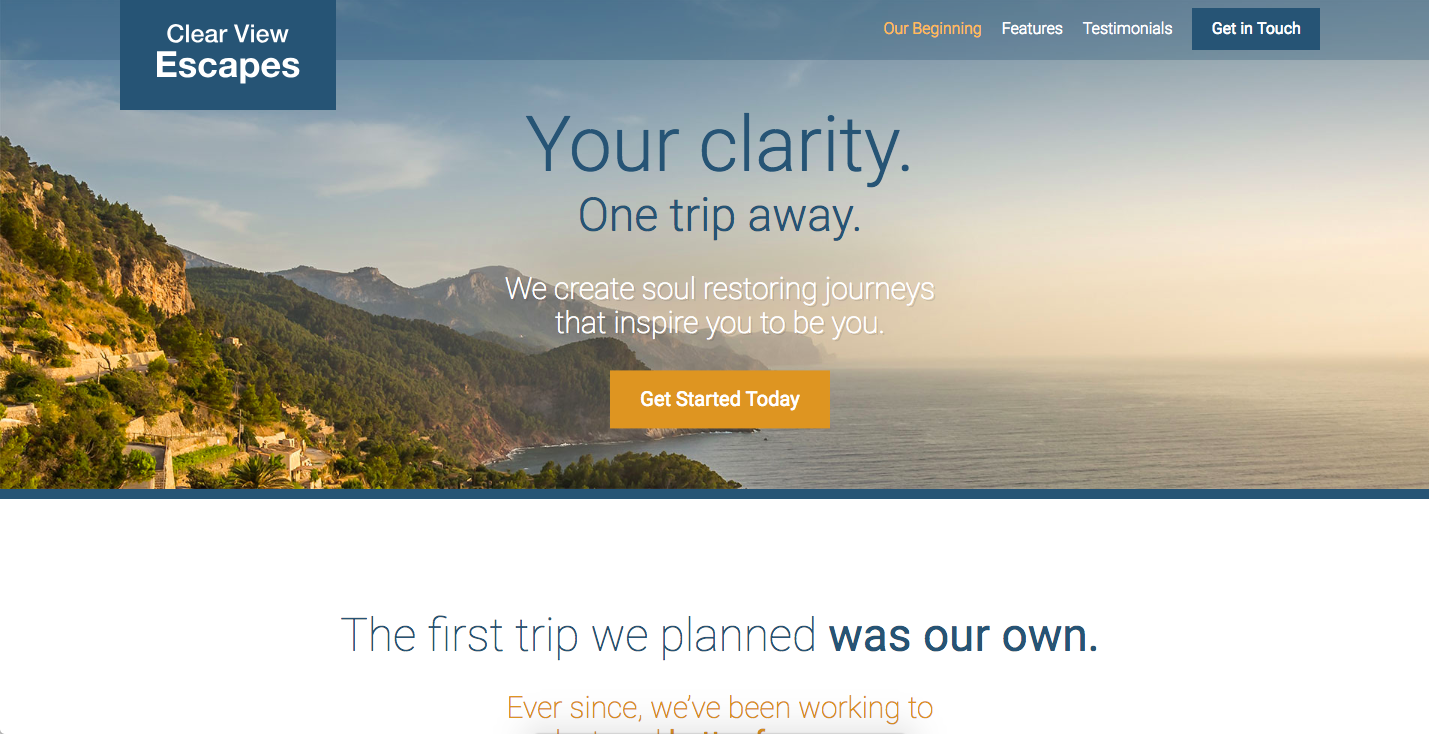 Clear View
Escapes
Our Beginning Features Testimonials Get in Touch
Your clarity.
One trip away.
We create soul restoring journeys
that inspire you to be you.
Get Started Today
The first trip we planned was our own.
Ever since, we’ve been working to